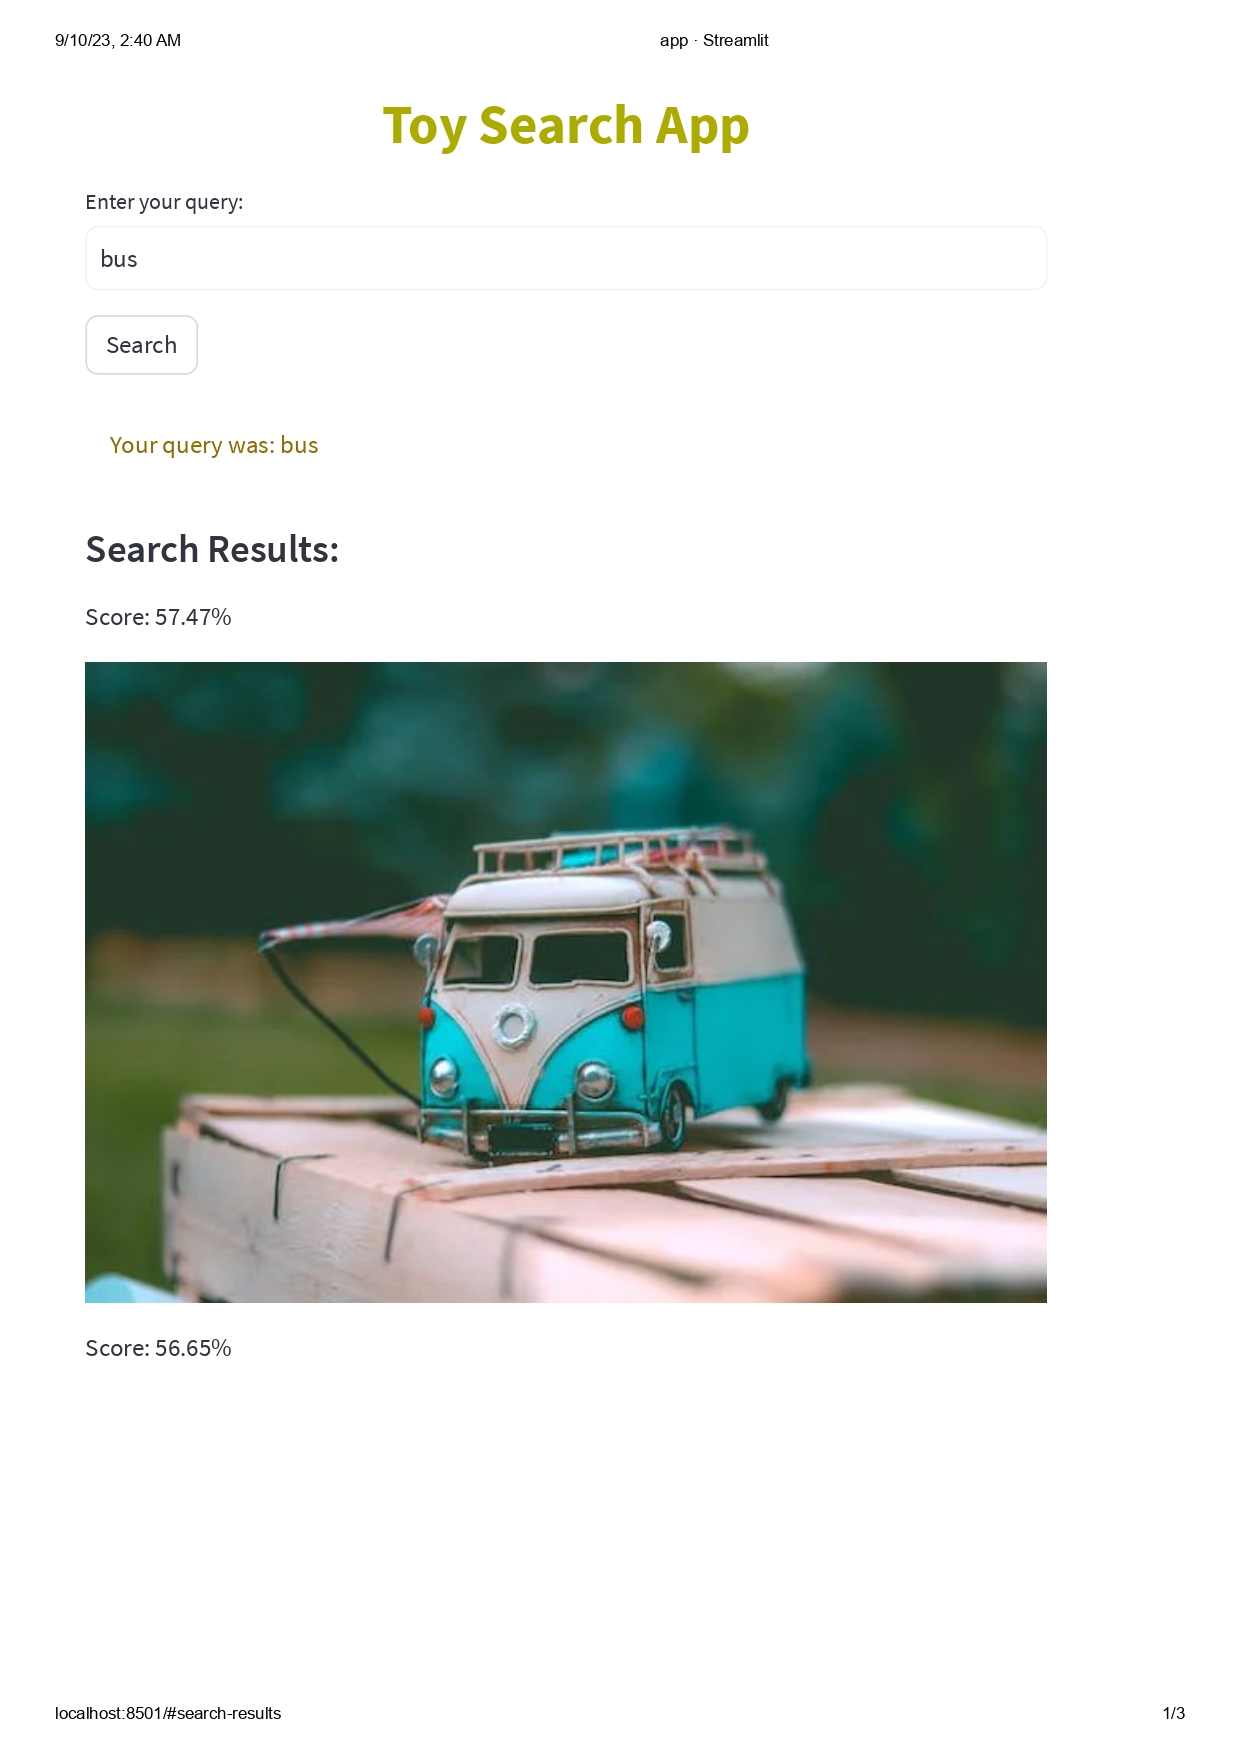 9/10/23, 2:40 AM app · Streamlit
Toy Search App
Enter your query:
bus
Search
Your query was: bus
Search Results:
Score: 57.47%
Score: 56.65%
localhost:8501/#search-results 1/3